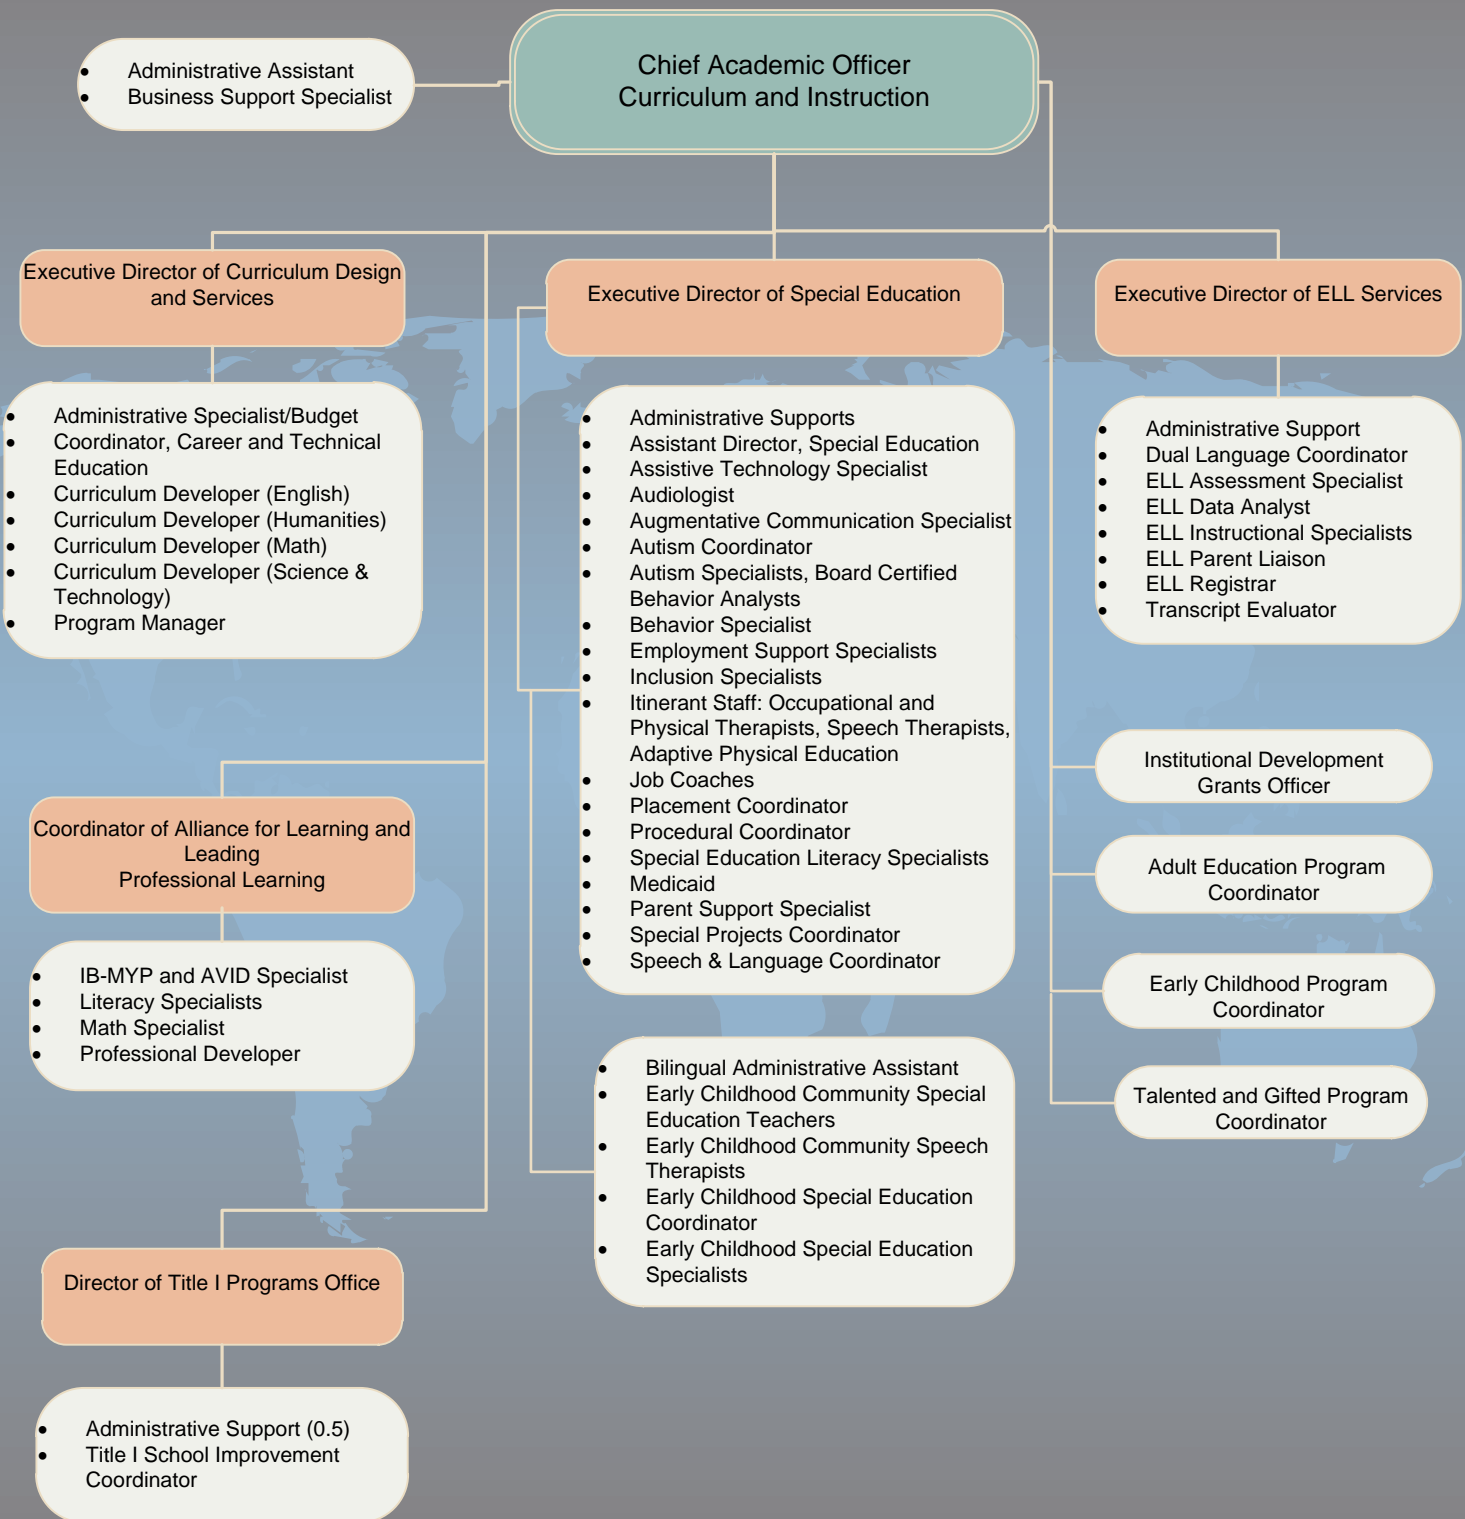 • Administrative Assistant
• Business Support Specialist
Chief Academic Officer
Curriculum and Instruction
Executive Director of Curriculum Design
and Services
• Administrative Specialist/Budget
• Coordinator, Career and Technical
Education
• Curriculum Developer (English)
• Curriculum Developer (Humanities)
• Curriculum Developer (Math)
• Curriculum Developer (Science &
Technology)
• Program Manager
Executive Director of Special Education
• Administrative Supports
• Assistant Director, Special Education
• Assistive Technology Specialist
• Audiologist
• Augmentative Communication Specialist
• Autism Coordinator
• Autism Specialists, Board Certified
Behavior Analysts
• Behavior Specialist
• Employment Support Specialists
• Inclusion Specialists
• Itinerant Staff: Occupational and
Physical Therapists, Speech Therapists,
Adaptive Physical Education
• Job Coaches
• Placement Coordinator
• Procedural Coordinator
• Special Education Literacy Specialists
• Medicaid
• Parent Support Specialist
• Special Projects Coordinator
• Speech & Language Coordinator
• Bilingual Administrative Assistant
• Early Childhood Community Special
Education Teachers
• Early Childhood Community Speech
Therapists
• Early Childhood Special Education
Coordinator
• Early Childhood Special Education
Specialists
Executive Director of ELL Services
• Administrative Support
• Dual Language Coordinator
• ELL Assessment Specialist
• ELL Data Analyst
• ELL Instructional Specialists
• ELL Parent Liaison
• ELL Registrar
• Transcript Evaluator
Institutional Development
Grants Officer
Adult Education Program
Coordinator
Early Childhood Program
Coordinator
Talented and Gifted Program
Coordinator
Coordinator of Alliance for Learning and
Leading
Professional Learning
• IB-MYP and AVID Specialist
• Literacy Specialists
• Math Specialist
• Professional Developer
Director of Title I Programs Office
• Administrative Support (0.5)
• Title I School Improvement
Coordinator